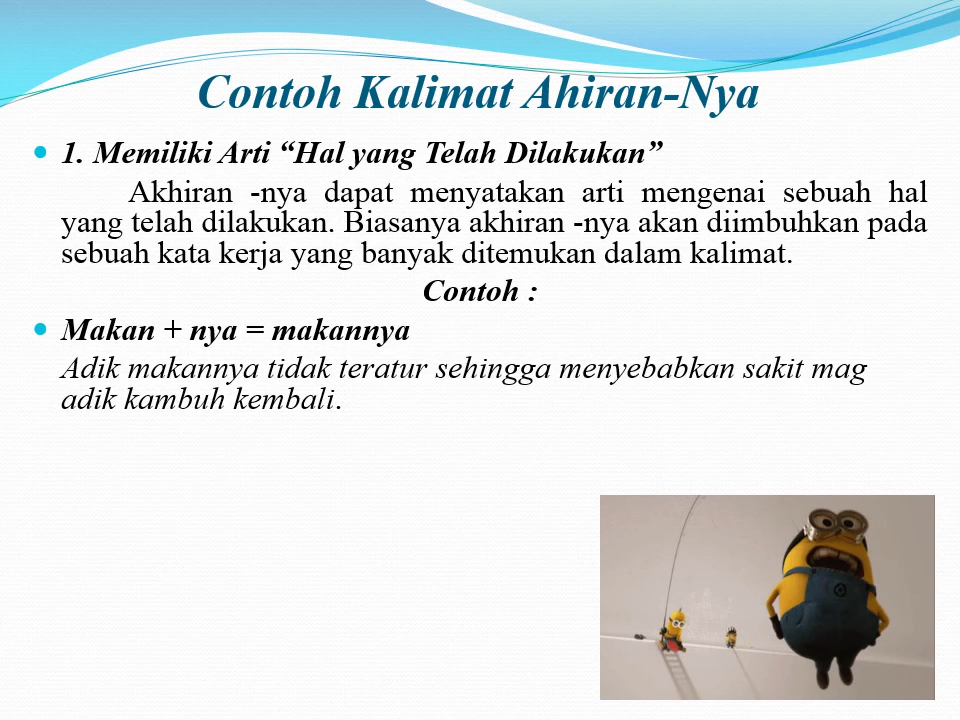 Contoh Kalimat Ahiran-Nya
1. Memiliki Arti “Hal yang Telah Dilakukan”
Akhiran -nya dapat menyatakan arti mengenai sebuah hal
yang telah dilakukan. Biasanya akhiran -nya akan diimbuhkan pada
sebuah kata kerja yang banyak ditemukan dalam kalimat.
Contoh :
Makan + nya = makannya
Adik makannya tidak teratur sehingga menyebabkan sakit mag
adik kambuh kembali.